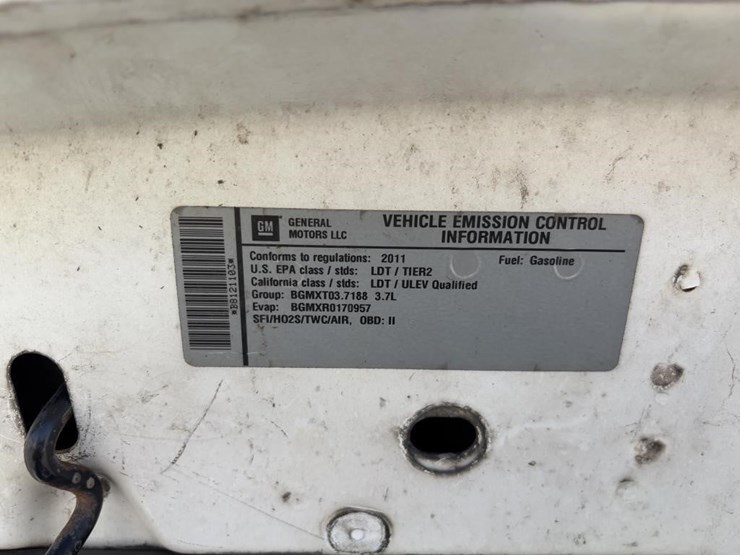 GM
GENERAL
MOTORS LLC
VEHICLE EMISSION CONTROL
INFORMATION
Conforms to regulations: 2011 Fuel: Gasoline
U.S. EPA class / stds: LDT / TIER2
California class / stds: LDT / ULEV Qualified
Group: BGMXT03.7188 3.7L
Evap: BGMXR0170957
SFI/HO2S/TWC/AIR, OBD: II
*B8121103*